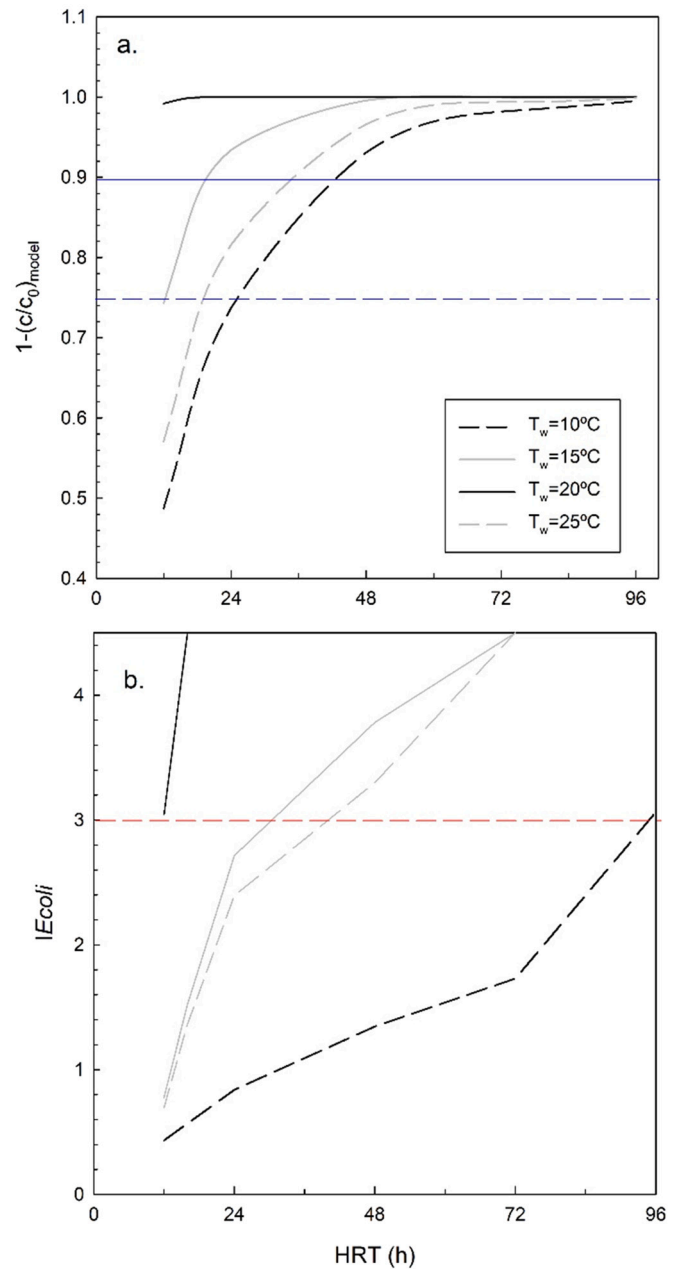 a.
1.1
1.0
0.9
0.8
0.7
0.6
0.5
0.4
1-(c/c₀)model
Tw=10ºC
Tw=15ºC
Tw=20ºC
Tw=25ºC
0 24 48 72 96
b.
4
3
2
1
0
lEcoli
0 24 48 72 96
HRT (h)